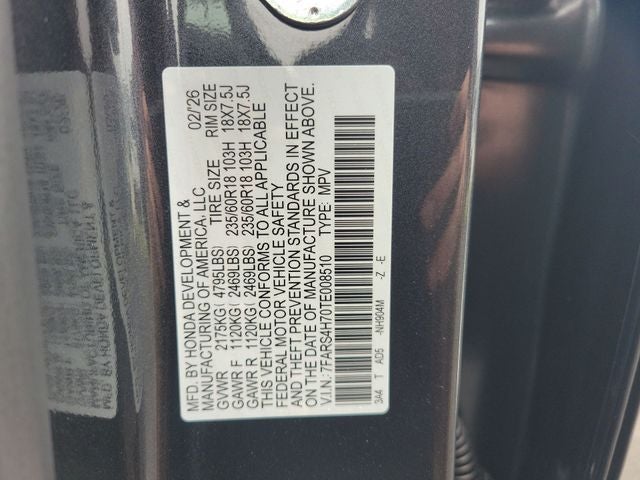 MFD. BY HONDA DEVELOPMENT & 02/26
MANUFACTURING OF AMERICA, LLC
GVWR 2175KG ( 4795LBS) TIRE SIZE RIM SIZE
GAWR F 1120KG ( 2469LBS) 235/60R18 103H 18X7.5J
GAWR R 1120KG ( 2469LBS) 235/60R18 103H 18X7.5J
THIS VEHICLE CONFORMS TO ALL APPLICABLE
FEDERAL MOTOR VEHICLE SAFETY
AND THEFT PREVENTION STANDARDS IN EFFECT
ON THE DATE OF MANUFACTURE SHOWN ABOVE.
V.I.N.: 7FARS4H70TE008510 TYPE: MPV
3A4 T AD5 -NH904M -Z -E